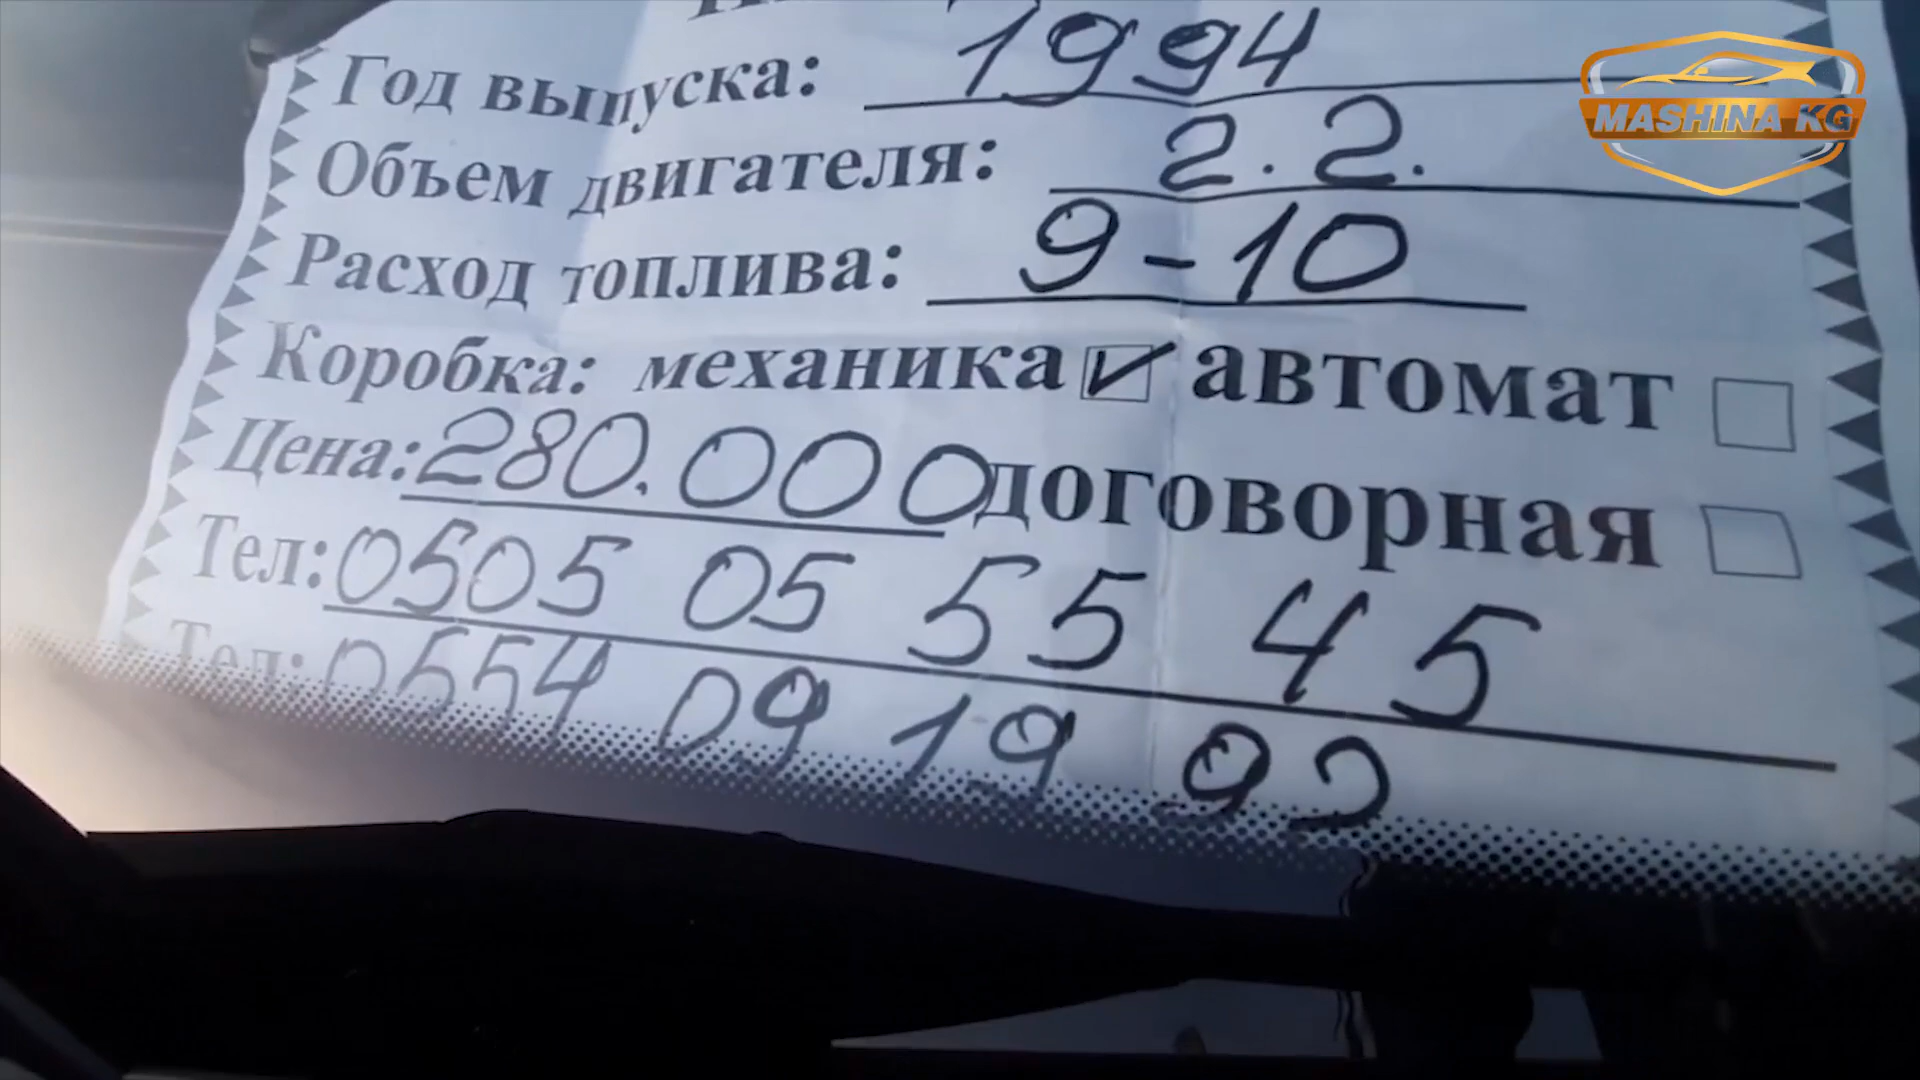 MASHINA KG
Год выпуска: 1994
Объем двигателя: 2.2.
Расход топлива: 9-10
Коробка: механика ✓ автомат
Цена: 280.000 договорная
Тел: 0505 05 55 45
Тел: 0554 09 19